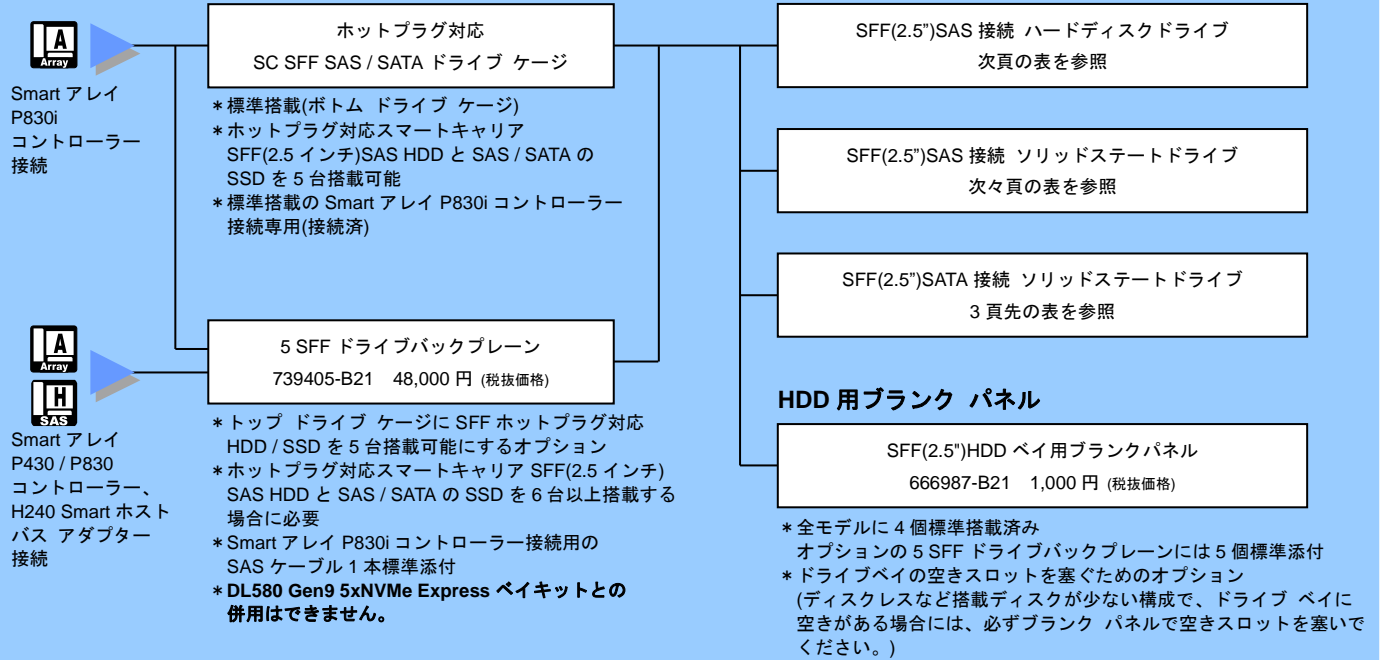 A
Array
Smart アレイ
P830i
コントローラー
接続
ホットプラグ対応
SC SFF SAS / SATA ドライブ ケージ
＊標準搭載(ボトム ドライブ ケージ)
＊ホットプラグ対応スマートキャリア
SFF(2.5 インチ)SAS HDD と SAS / SATA の
SSD を 5 台搭載可能
＊標準搭載の Smart アレイ P830i コントローラー
接続専用(接続済)
A
Array
H
SAS
Smart アレイ
P430 / P830
コントローラー、
H240 Smart ホスト
バス アダプター
接続
5 SFF ドライブバックプレーン
739405-B21 48,000 円 (税抜価格)
＊トップ ドライブ ケージに SFF ホットプラグ対応
HDD / SSD を 5 台搭載可能にするオプション
＊ホットプラグ対応スマートキャリア SFF(2.5 インチ)
SAS HDD と SAS / SATA の SSD を 6 台以上搭載する
場合に必要
＊Smart アレイ P830i コントローラー接続用の
SAS ケーブル 1 本標準添付
＊DL580 Gen9 5xNVMe Express ベイキットとの
併用はできません。
SFF(2.5”)SAS 接続 ハードディスクドライブ
次頁の表を参照
SFF(2.5”)SAS 接続 ソリッドステートドライブ
次々頁の表を参照
SFF(2.5”)SATA 接続 ソリッドステートドライブ
3 頁先の表を参照
HDD 用ブランク パネル
SFF(2.5")HDD ベイ用ブランクパネル
666987-B21 1,000 円 (税抜価格)
＊全モデルに 4 個標準搭載済み
オプションの 5 SFF ドライブバックプレーンには 5 個標準添付
＊ドライブベイの空きスロットを塞ぐためのオプション
(ディスクレスなど搭載ディスクが少ない構成で、ドライブ ベイに
空きがある場合には、必ずブランク パネルで空きスロットを塞いで
ください。)